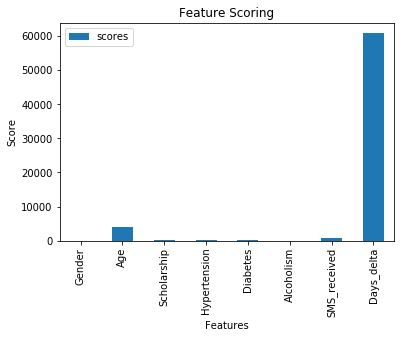 Feature Scoring
scores
60000
50000
40000
30000
20000
10000
0
Score
Gender
Age
Scholarship
Hypertension
Diabetes
Alcoholism
SMS_received
Days_delta
Features